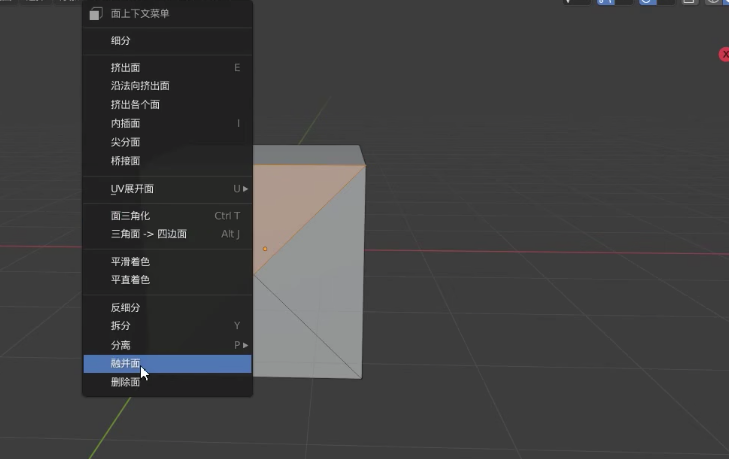 面上下文菜单
细分
挤出面 E
沿法向挤出面
挤出各个面
内插面 I
尖分面
桥接面
UV展开面 U
面三角化 Ctrl T
三角面 -> 四边面 Alt J
平滑着色
平直着色
反细分
拆分 Y
分离 P
融并面
删除面